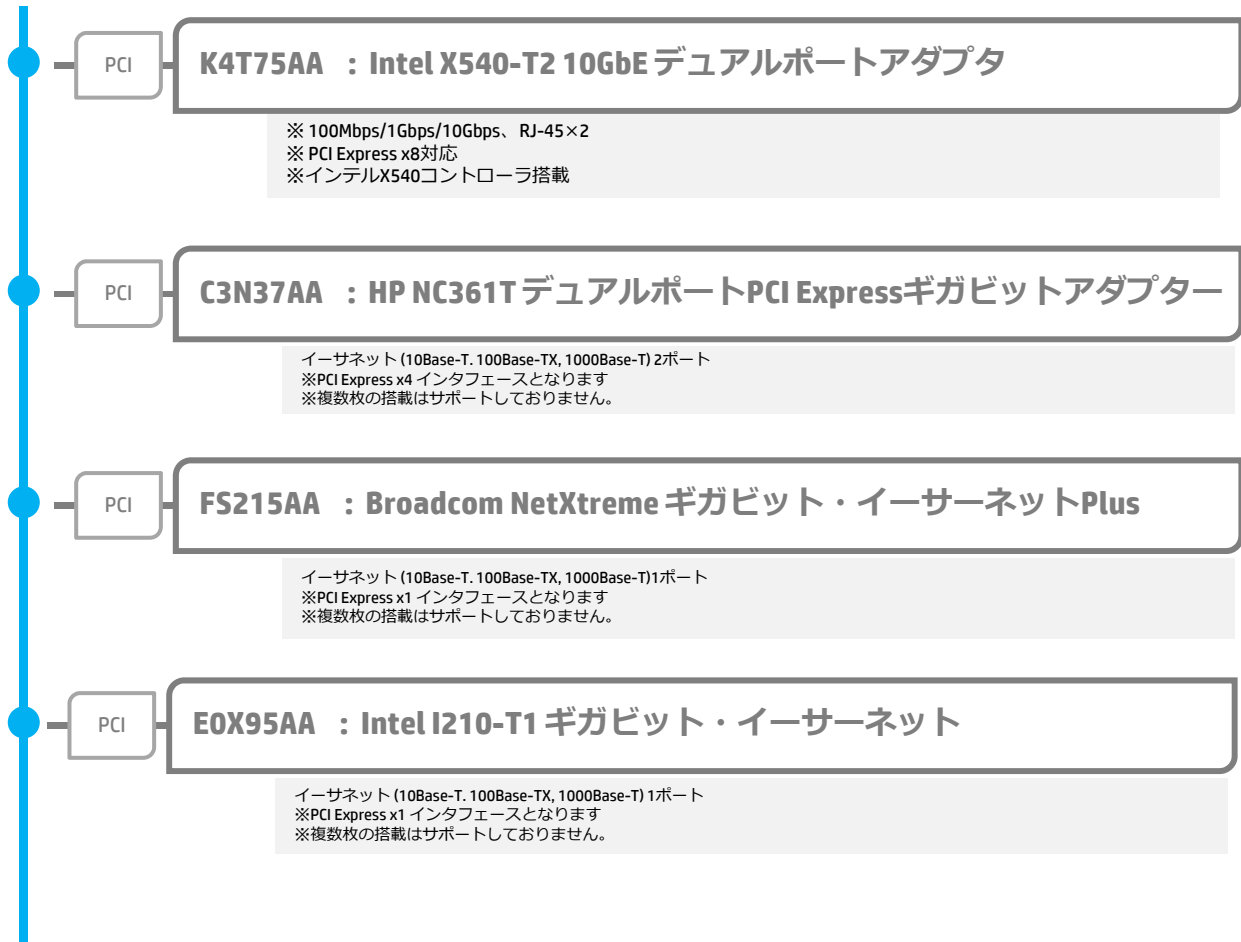 PCI
K4T75AA ：Intel X540-T2 10GbE デュアルポートアダプタ
※ 100Mbps/1Gbps/10Gbps、RJ-45×2
※ PCI Express x8対応
※インテルX540コントローラ搭載
PCI
C3N37AA ：HP NC361T デュアルポートPCI Expressギガビットアダプター
イーサネット (10Base-T. 100Base-TX, 1000Base-T) 2ポート
※PCI Express x4 インタフェースとなります
※複数枚の搭載はサポートしておりません。
PCI
FS215AA ：Broadcom NetXtreme ギガビット・イーサーネットPlus
イーサネット (10Base-T. 100Base-TX, 1000Base-T)1ポート
※PCI Express x1 インタフェースとなります
※複数枚の搭載はサポートしておりません。
PCI
E0X95AA ：Intel I210-T1 ギガビット・イーサーネット
イーサネット (10Base-T. 100Base-TX, 1000Base-T) 1ポート
※PCI Express x1 インタフェースとなります
※複数枚の搭載はサポートしておりません。